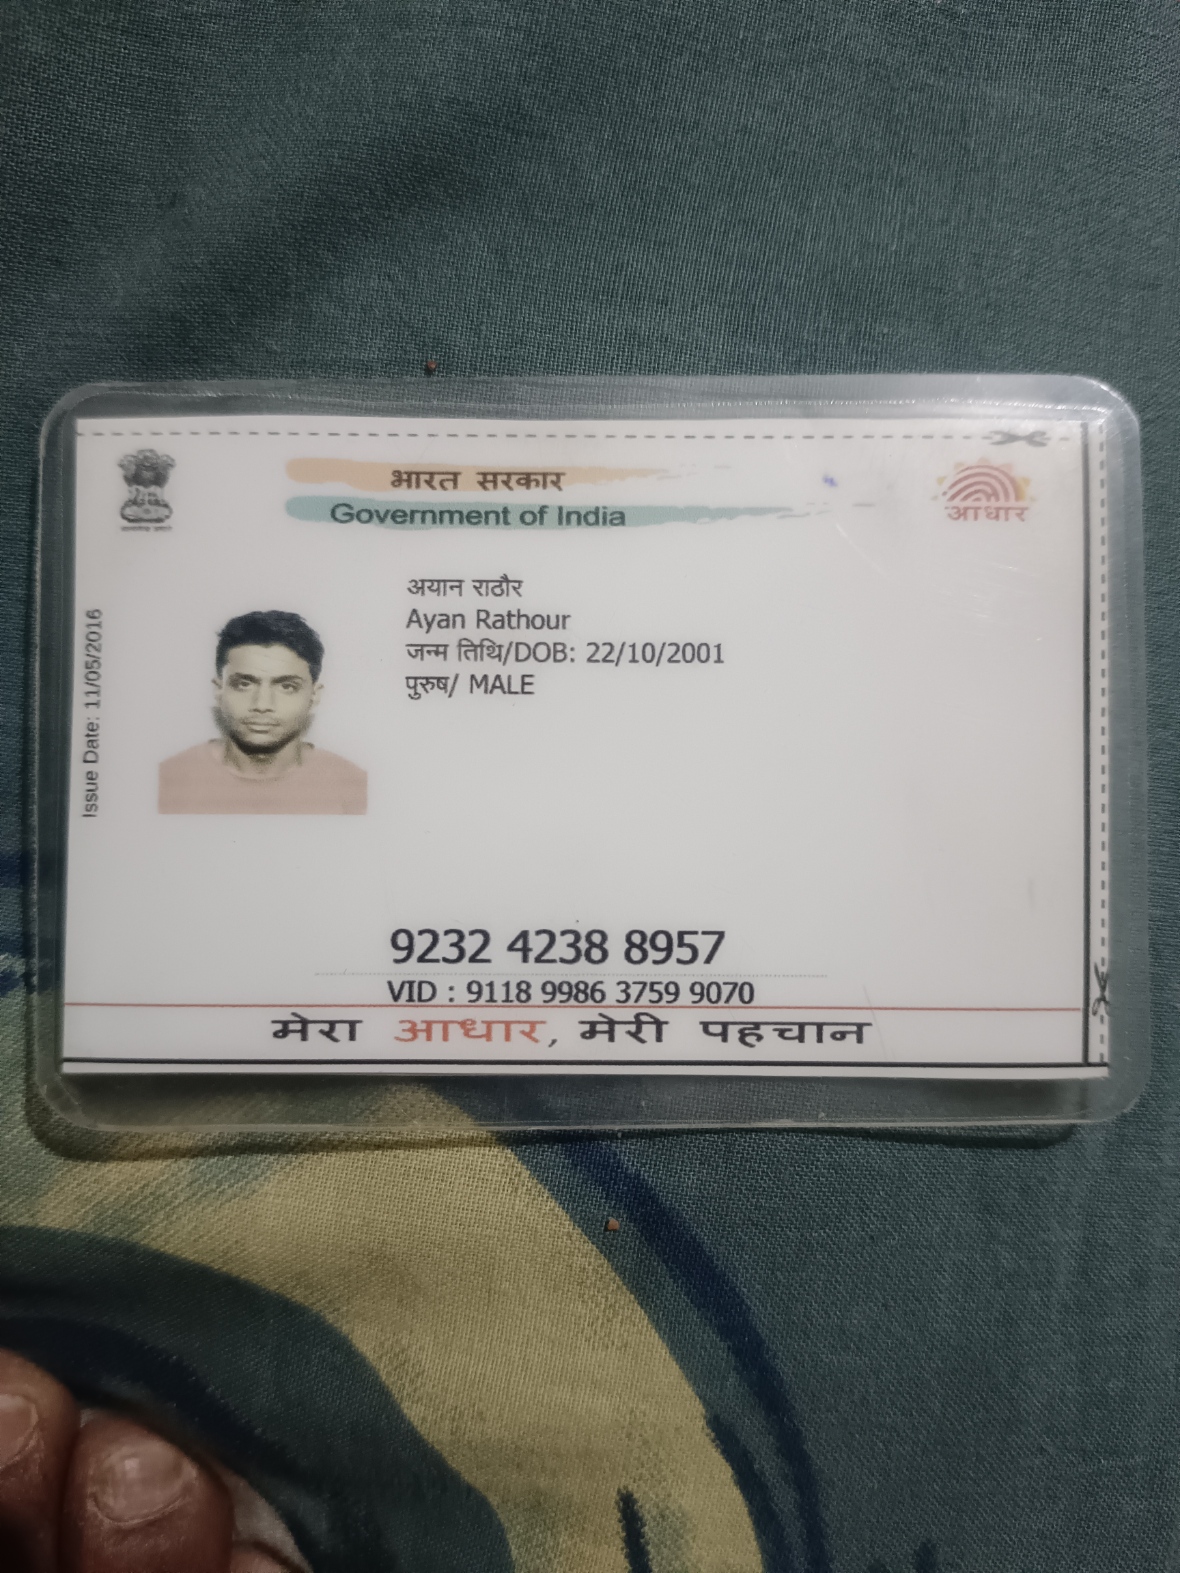 भारत सरकार
Government of India
आधार
Issue Date: 11/05/2016
अयान राठौर
Ayan Rathour
जन्म तिथि/DOB: 22/10/2001
पुरुष/ MALE
9232 4238 8957
VID : 9118 9986 3759 9070
मेरा आधार, मेरी पहचान